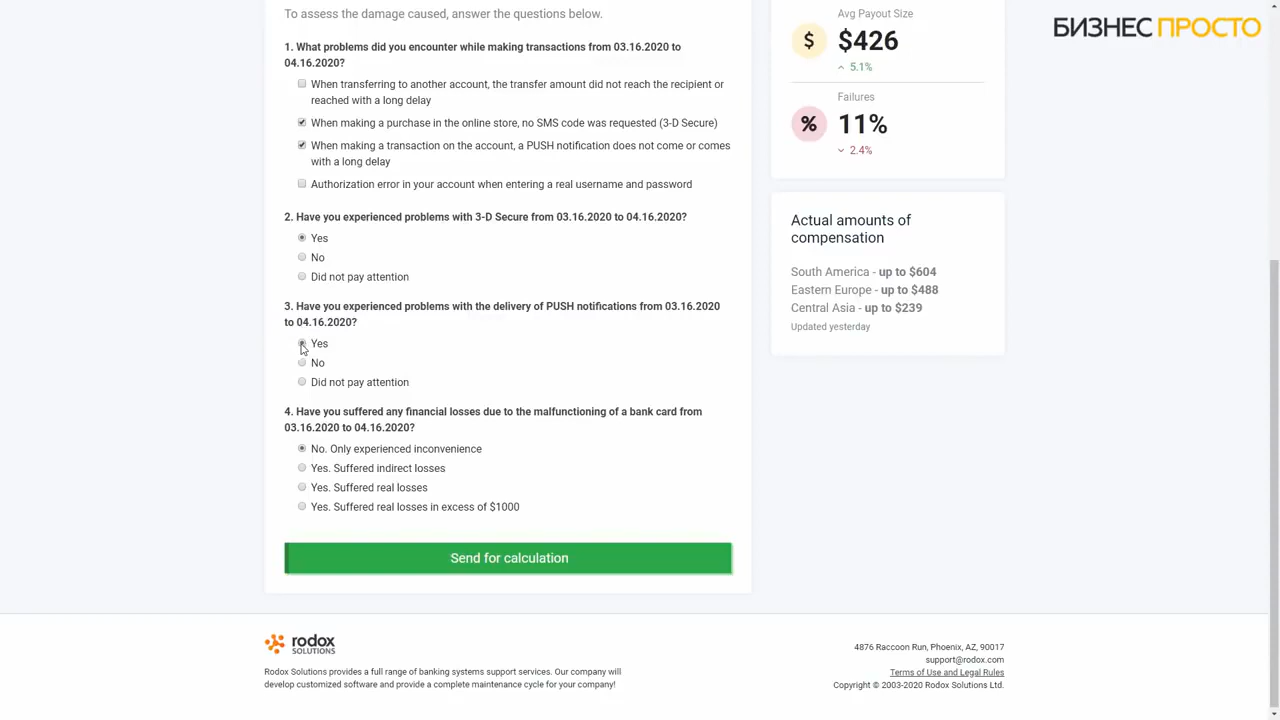 To assess the damage caused, answer the questions below.
1. What problems did you encounter while making transactions from 03.16.2020 to
04.16.2020?
When transferring to another account, the transfer amount did not reach the recipient or
reached with a long delay
When making a purchase in the online store, no SMS code was requested (3-D Secure)
When making a transaction on the account, a PUSH notification does not come or comes
with a long delay
Authorization error in your account when entering a real username and password
2. Have you experienced problems with 3-D Secure from 03.16.2020 to 04.16.2020?
Yes
No
Did not pay attention
3. Have you experienced problems with the delivery of PUSH notifications from 03.16.2020
to 04.16.2020?
Yes
No
Did not pay attention
4. Have you suffered any financial losses due to the malfunctioning of a bank card from
03.16.2020 to 04.16.2020?
No. Only experienced inconvenience
Yes. Suffered indirect losses
Yes. Suffered real losses
Yes. Suffered real losses in excess of $1000
Send for calculation
Avg Payout Size
$
$426
5.1%
Failures
%
11%
2.4%
Actual amounts of
compensation
South America - up to $604
Eastern Europe - up to $488
Central Asia - up to $239
Updated yesterday
БИЗНЕС ПРОСТО
rodox
SOLUTIONS
Rodox Solutions provides a full range of banking systems support services. Our company will
develop customized software and provide a complete maintenance cycle for your company!
4876 Raccoon Run, Phoenix, AZ, 90017
support@rodox.com
Terms of Use and Legal Rules
Copyright © 2003-2020 Rodox Solutions Ltd.